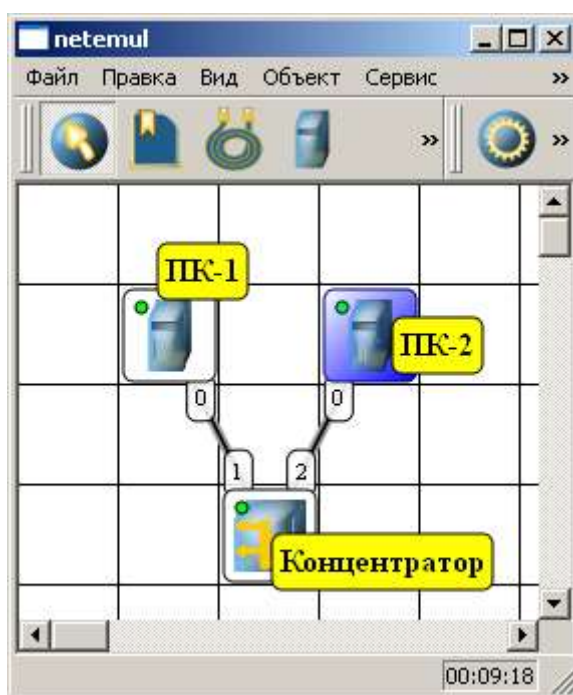 netemul
Файл Правка Вид Объект Сервис »
» »
ПК-1
ПК-2
0 0
1 2
Концентратор
00:09:18